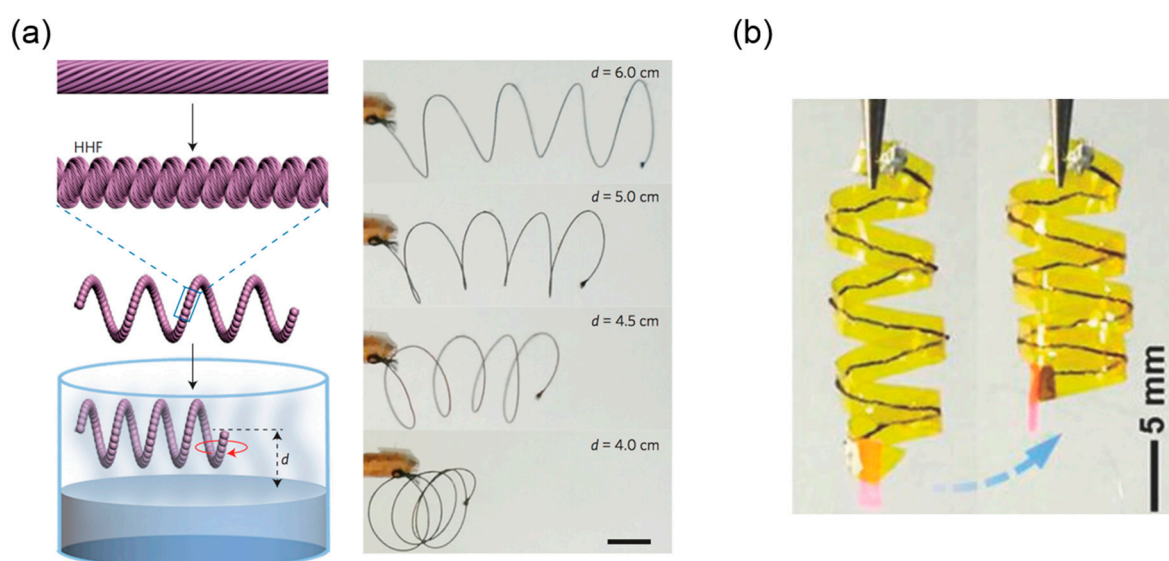 (a)
HHF
d
d = 6.0 cm
d = 5.0 cm
d = 4.5 cm
d = 4.0 cm
(b)
5 mm